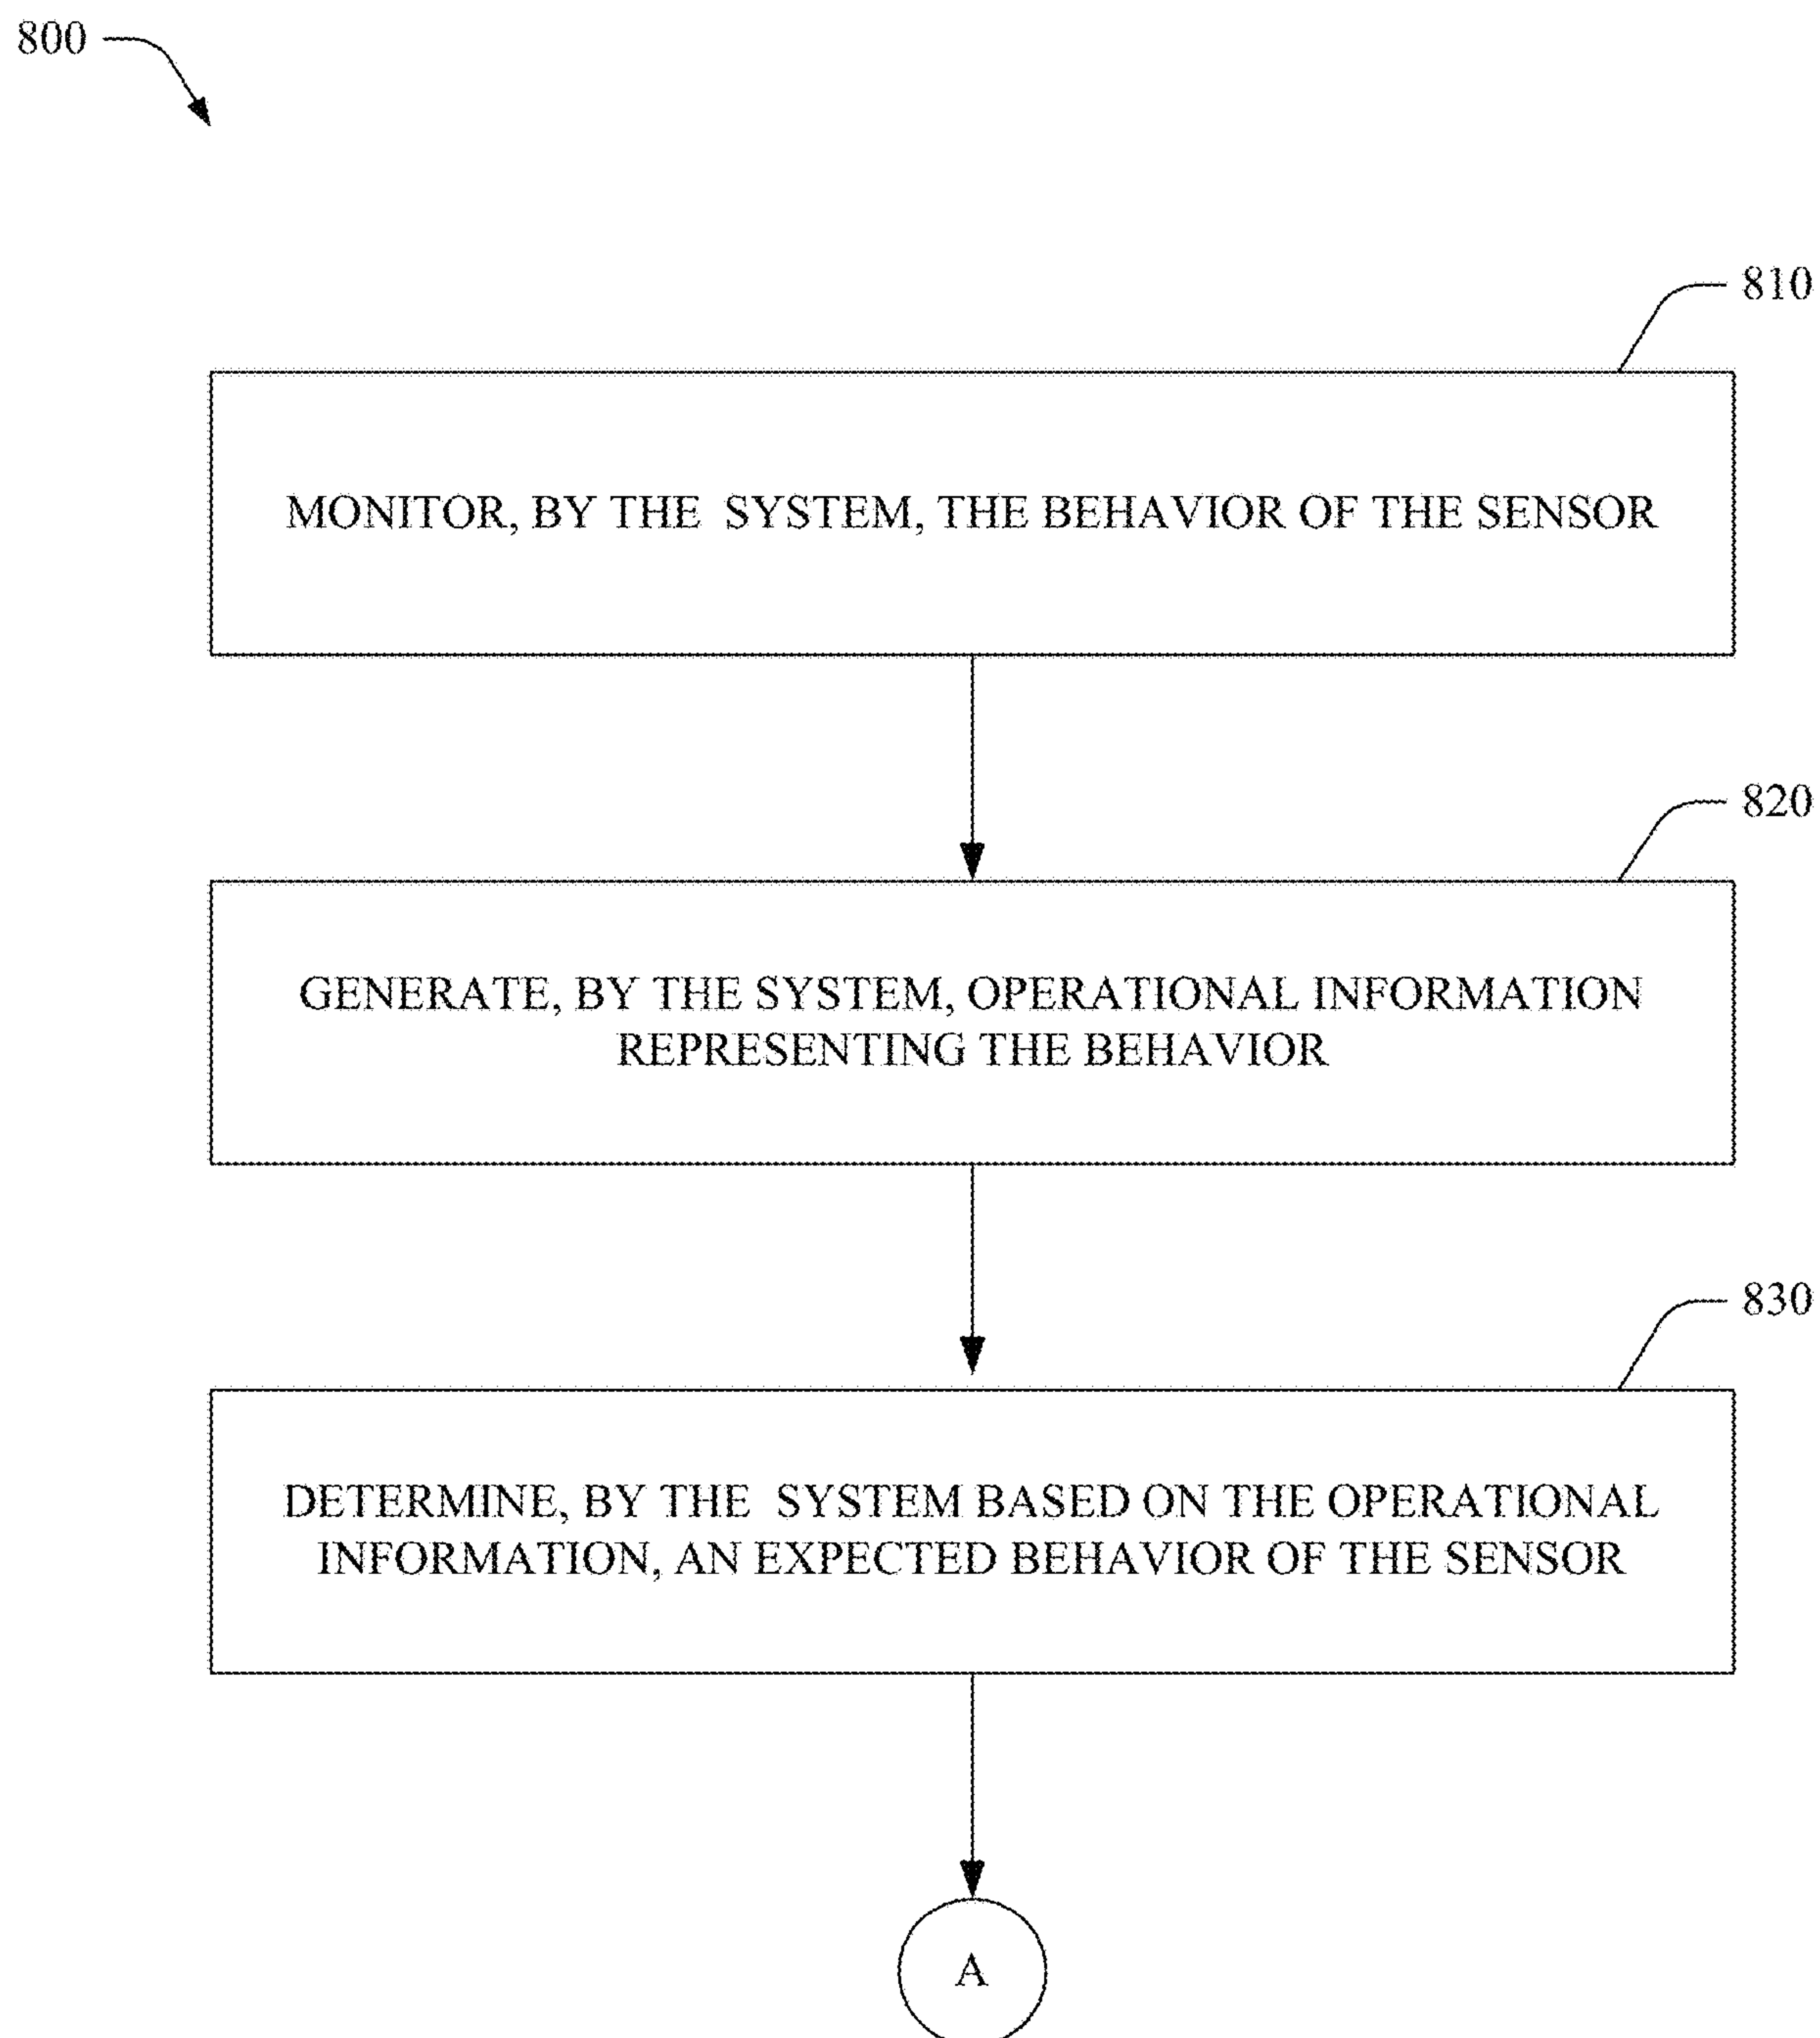 800
810
MONITOR, BY THE SYSTEM, THE BEHAVIOR OF THE SENSOR
820
GENERATE, BY THE SYSTEM, OPERATIONAL INFORMATION
REPRESENTING THE BEHAVIOR
830
DETERMINE, BY THE SYSTEM BASED ON THE OPERATIONAL
INFORMATION, AN EXPECTED BEHAVIOR OF THE SENSOR
A